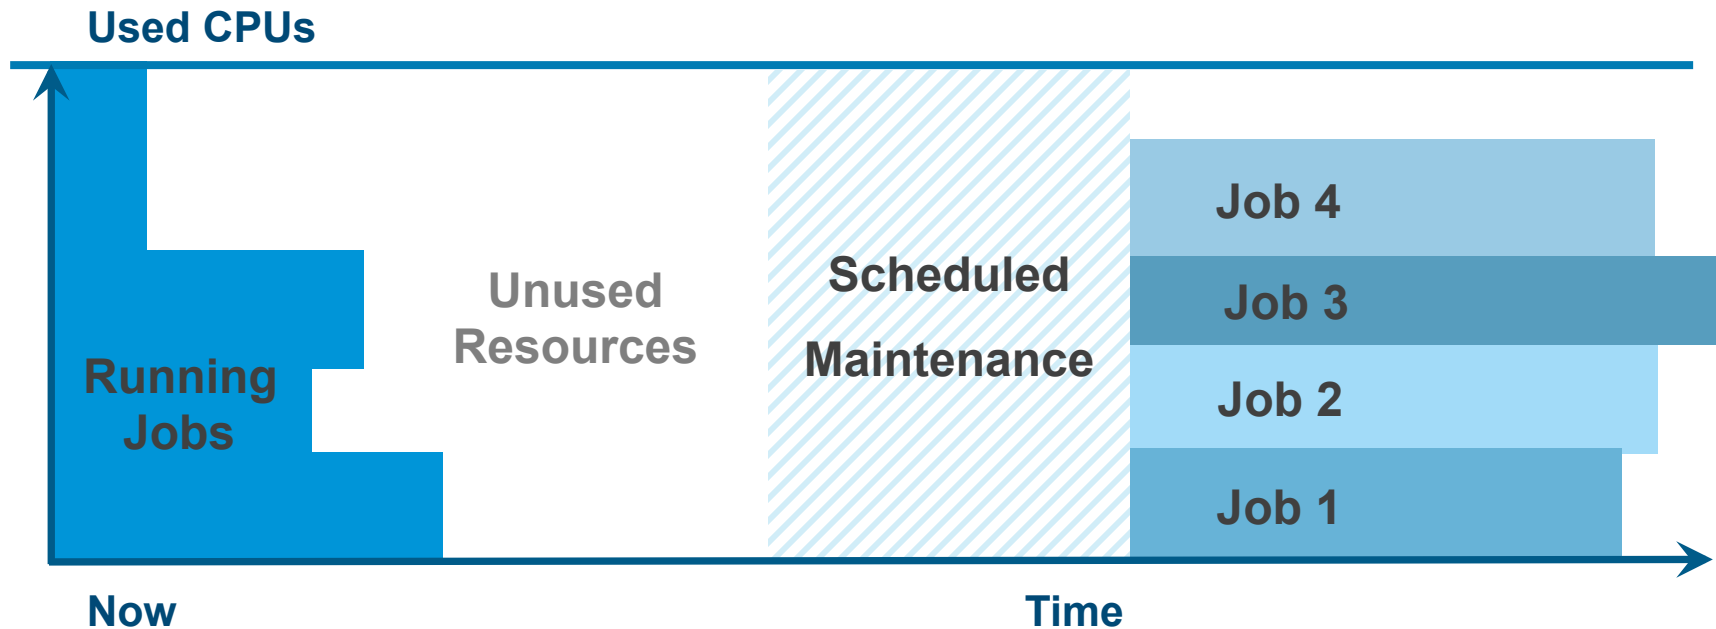 Used CPUs
Job 4
Scheduled
Unused
Job 3
Resources
Maintenance
Running
Job 2
Jobs
Job 1
Now
Time